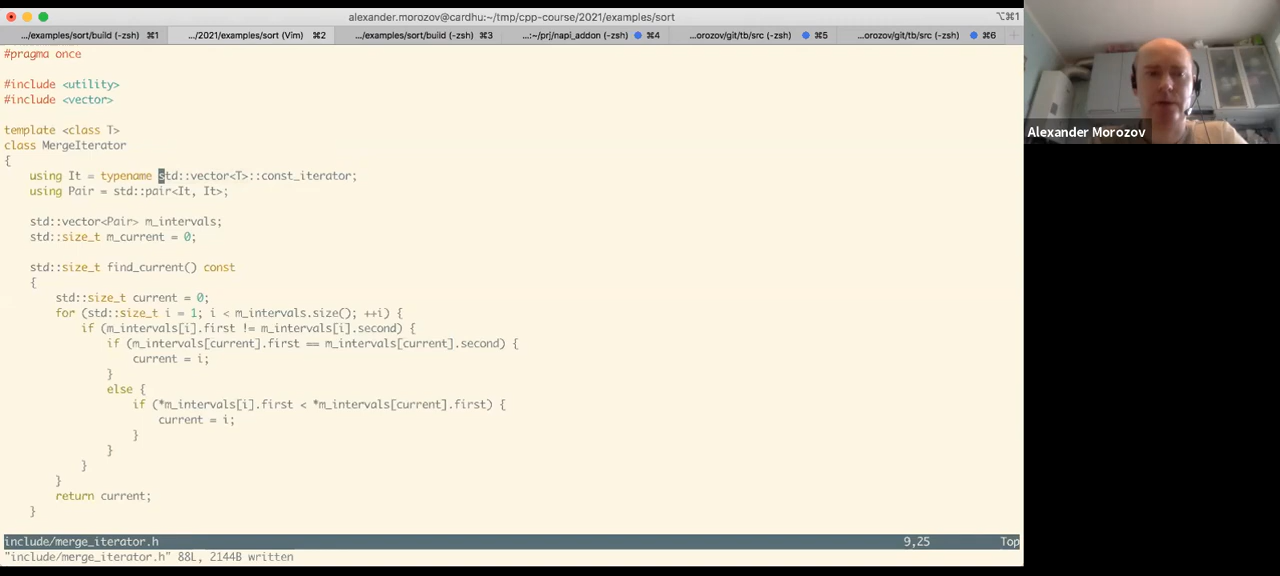 alexander.morozov@cardhu:~/tmp/cpp-course/2021/examples/sort
⌥⌘1
.../examples/sort/build (-zsh) ⌘1
.../2021/examples/sort (Vim) ⌘2
.../examples/sort/build (-zsh) ⌘3
...:~/prj/napi_addon (-zsh) ⌘4
...orozov/git/tb/src (-zsh) ⌘5
...orozov/git/tb/src (-zsh) ⌘6
#pragma once
#include <utility>
#include <vector>
template <class T>
class MergeIterator
{
using It = typename std::vector<T>::const_iterator;
using Pair = std::pair<It, It>;
std::vector<Pair> m_intervals;
std::size_t m_current = 0;
std::size_t find_current() const
{
std::size_t current = 0;
for (std::size_t i = 1; i < m_intervals.size(); ++i) {
if (m_intervals[i].first != m_intervals[i].second) {
if (m_intervals[current].first == m_intervals[current].second) {
current = i;
}
else {
if (*m_intervals[i].first < *m_intervals[current].first) {
current = i;
}
}
}
}
return current;
}
include/merge_iterator.h 9,25 Top
"include/merge_iterator.h" 88L, 2144B written
Alexander Morozov